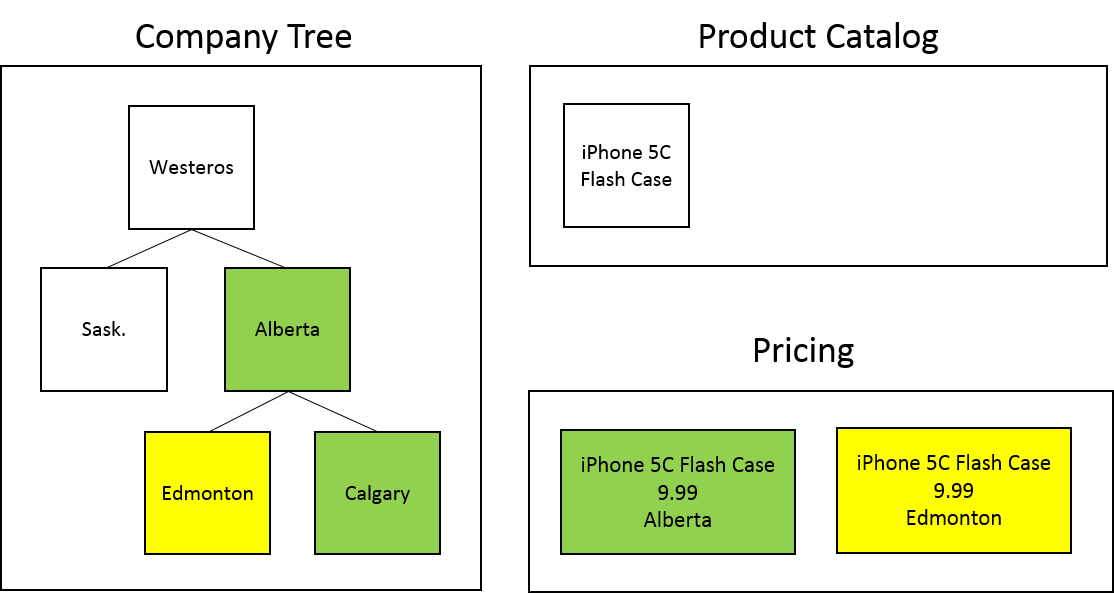 Company Tree
Westeros
Sask.
Alberta
Edmonton
Calgary
Product Catalog
iPhone 5C
Flash Case
Pricing
iPhone 5C Flash Case
9.99
Alberta
iPhone 5C Flash Case
9.99
Edmonton